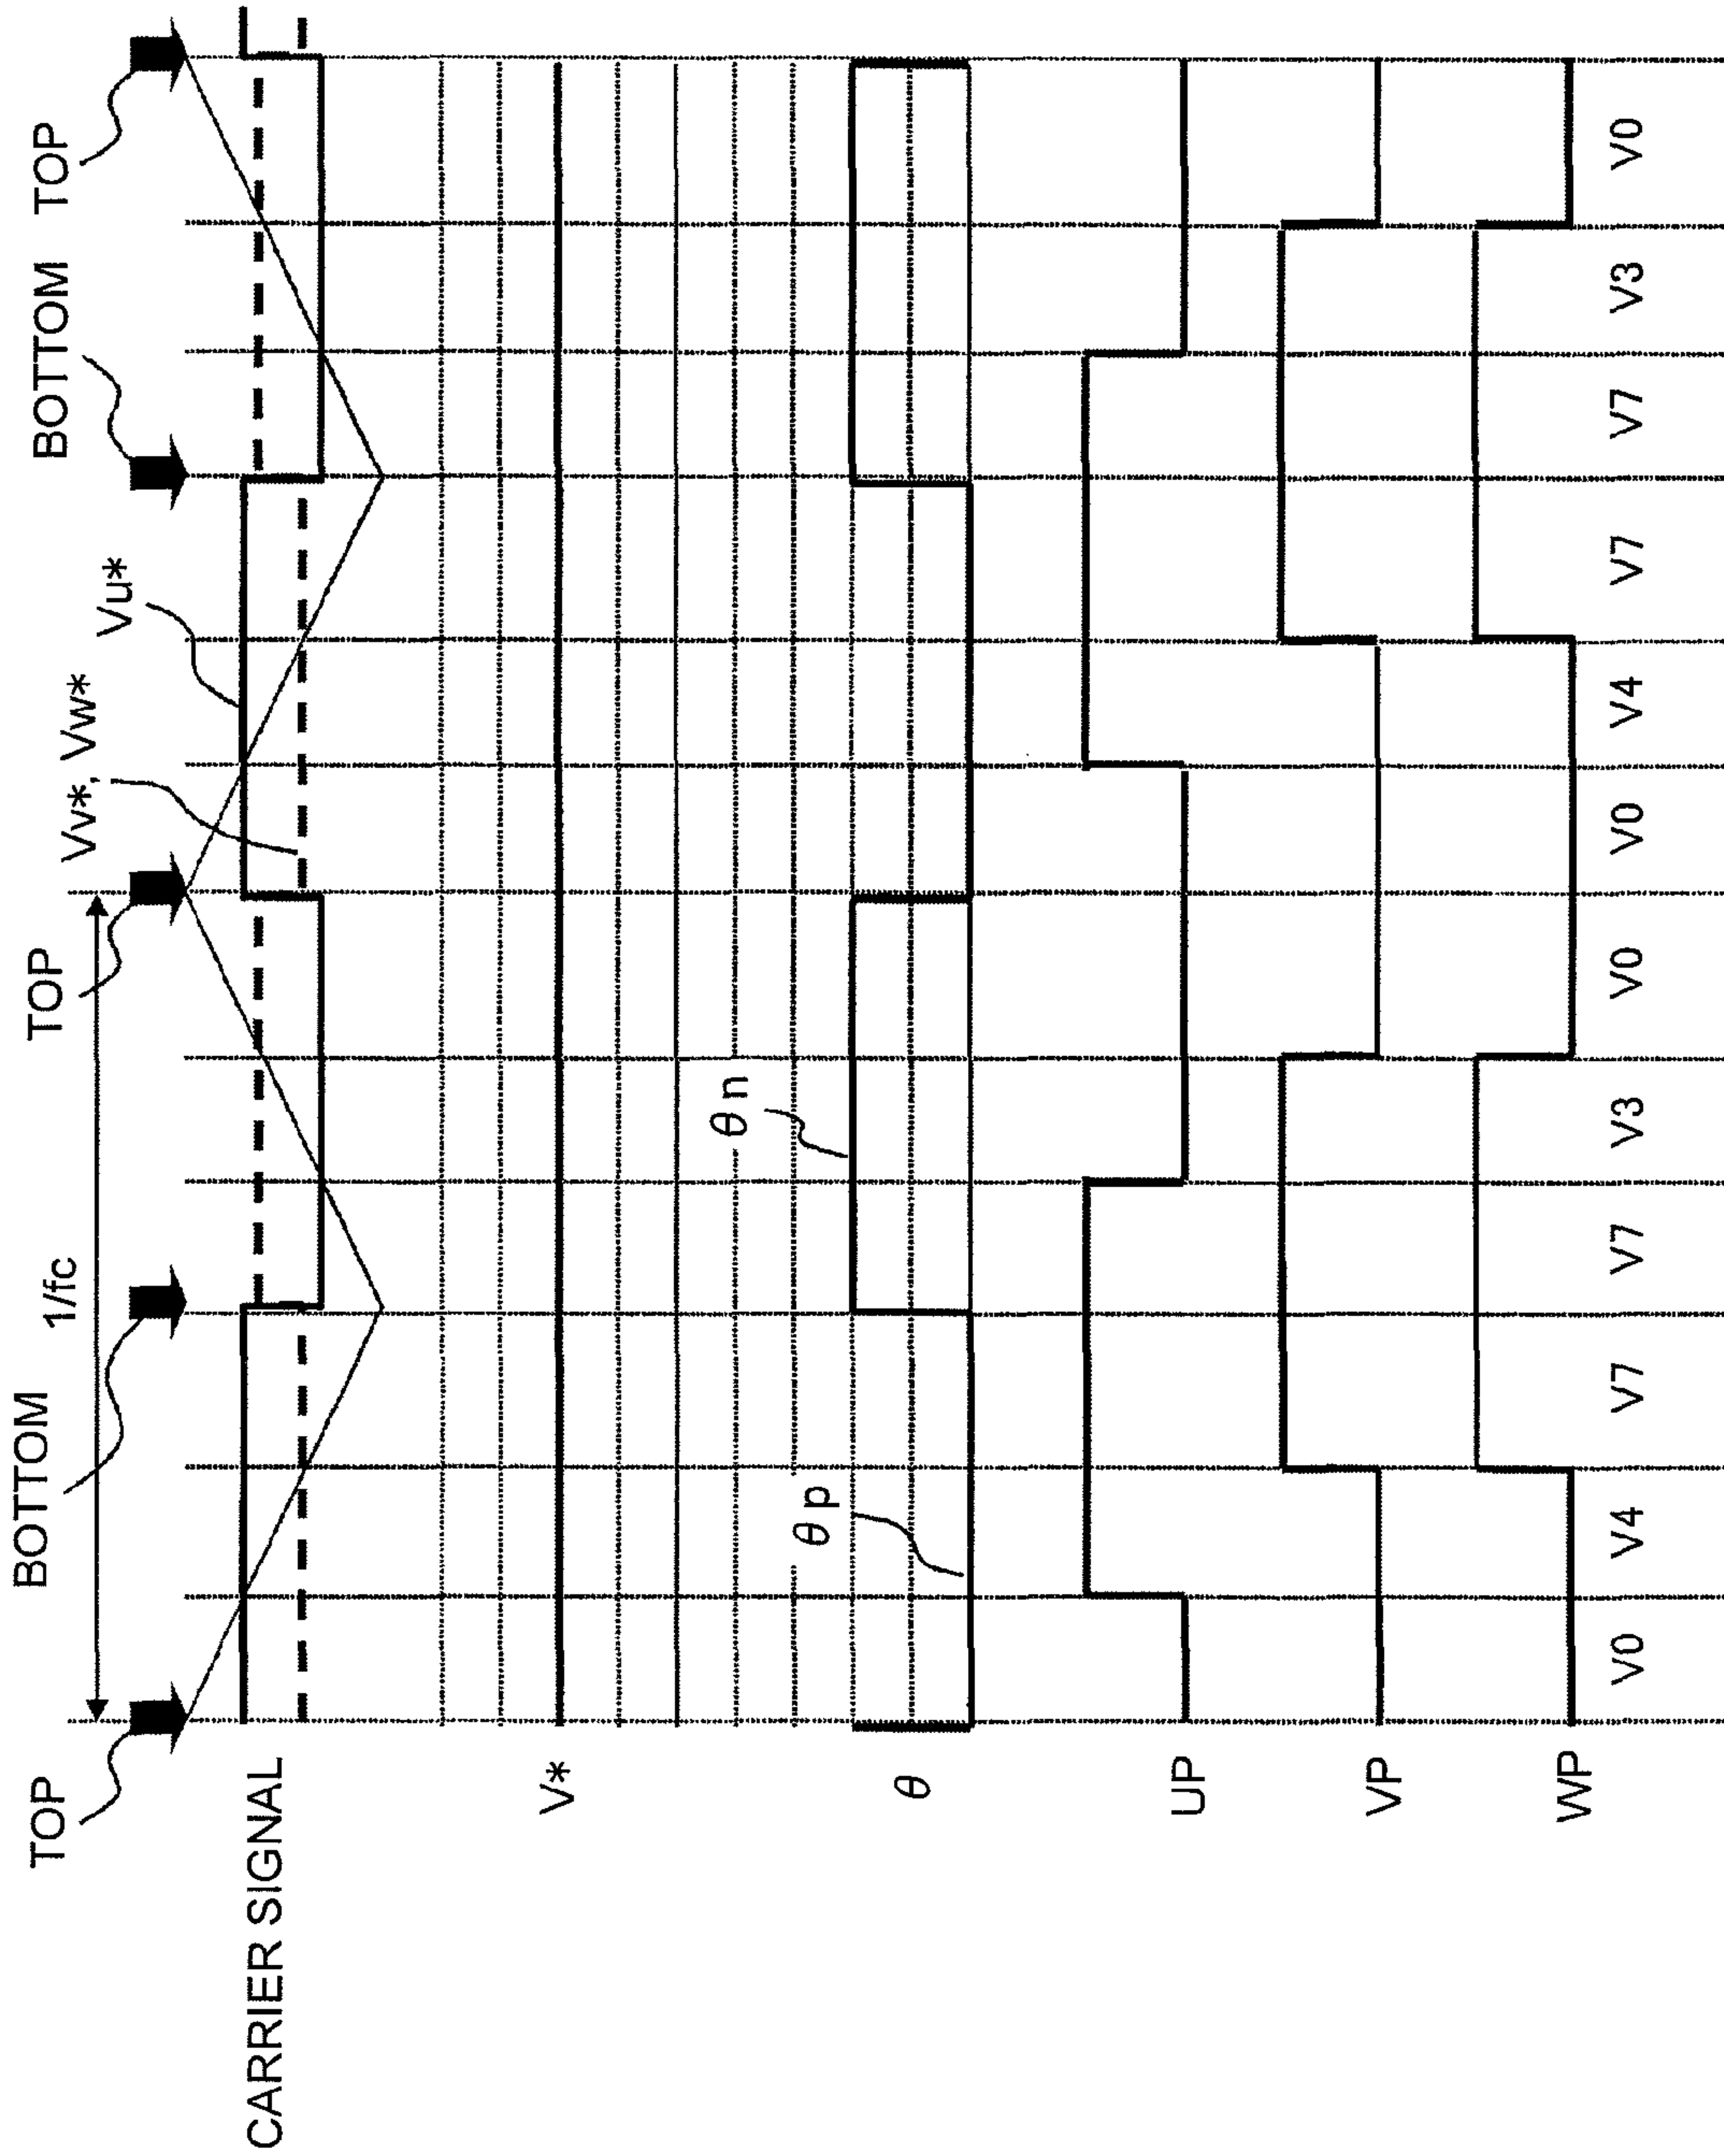 TOP
BOTTOM
TOP
BOTTOM
TOP
1/fc
Vv*, Vw*
Vu*
CARRIER SIGNAL
V*
θn
θp
θ
UP
VP
WP
V0 V4 V7 V7 V3 V0 V0 V4 V7 V7 V3 V0